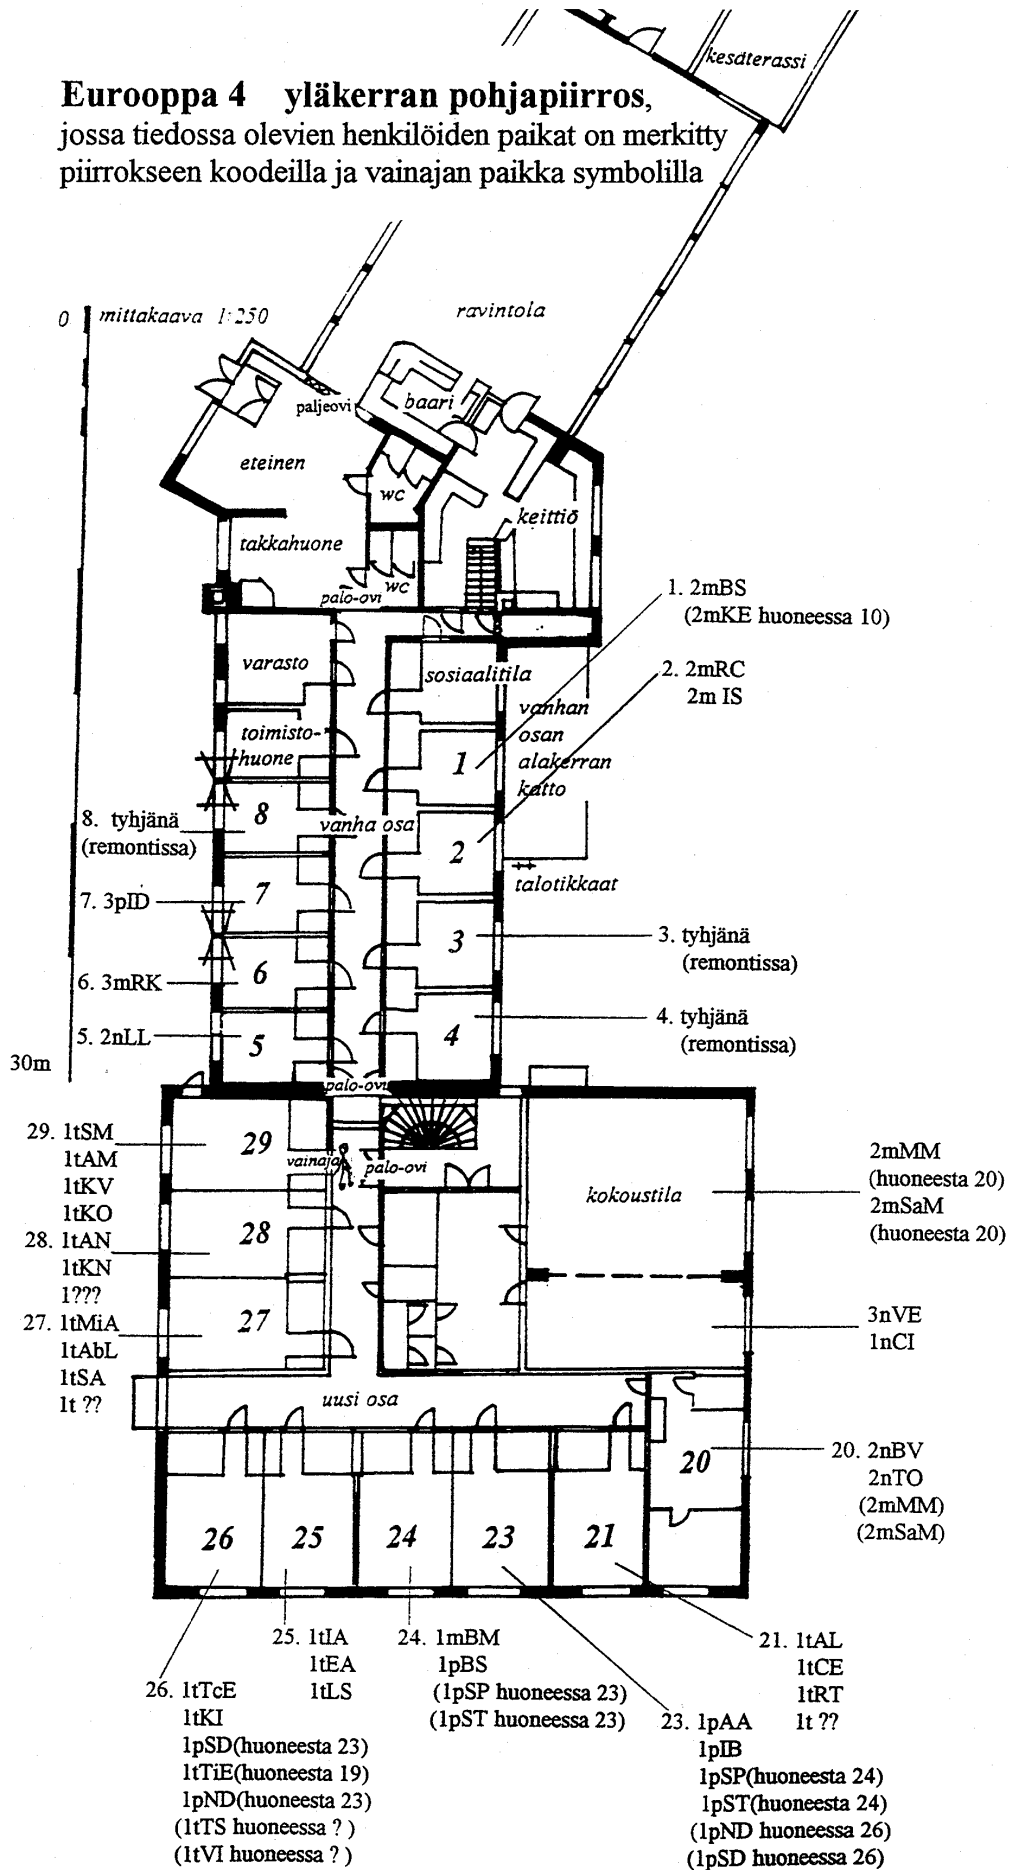 kesäterassi
Eurooppa 4 yläkerran pohjapiirros,
jossa tiedossa olevien henkilöiden paikat on merkitty
piirrokseen koodeilla ja vainajan paikka symbolilla
0 mittakaava 1:250
ravintola
paljeovi
baari
eteinen
wc
keittiö
takkahuone
wc
palo-ovi
1. 2mBS
(2mKE huoneessa 10)
varasto
sosiaalitila
2. 2mRC
2m IS
vanhan
osan
alakerran
katto
toimisto-
huone
1
8
8. tyhjänä
(remontissa)
vanha osa
2
talotikkaat
7. 3pID
7
3
3. tyhjänä
(remontissa)
6. 3mRK
6
4
4. tyhjänä
(remontissa)
5. 2nLL
5
30m
palo-ovi
29. 1tSM
1tAM
1tKV
1tKO
29
vainaja
palo-ovi
kokoustila
2mMM
(huoneesta 20)
2mSaM
(huoneesta 20)
28. 1tAN
1tKN
1???
28
27. 1tMiA
1tAbL
1tSA
1t ??
27
3nVE
1nCI
uusi osa
20
20. 2nBV
2nTO
(2mMM)
(2mSaM)
26
25
24
23
21
25. 1tIA
1tEA
1tLS
24. 1mBM
1pBS
(1pSP huoneessa 23)
(1pST huoneessa 23)
21. 1tAL
1tCE
1tRT
1t ??
26. 1tTcE
1tKI
1pSD(huoneesta 23)
1tTiE(huoneesta 19)
1pND(huoneesta 23)
(1tTS huoneessa ? )
(1tVI huoneessa ? )
23. 1pAA
1pIB
1pSP(huoneesta 24)
1pST(huoneesta 24)
(1pND huoneessa 26)
(1pSD huoneessa 26)